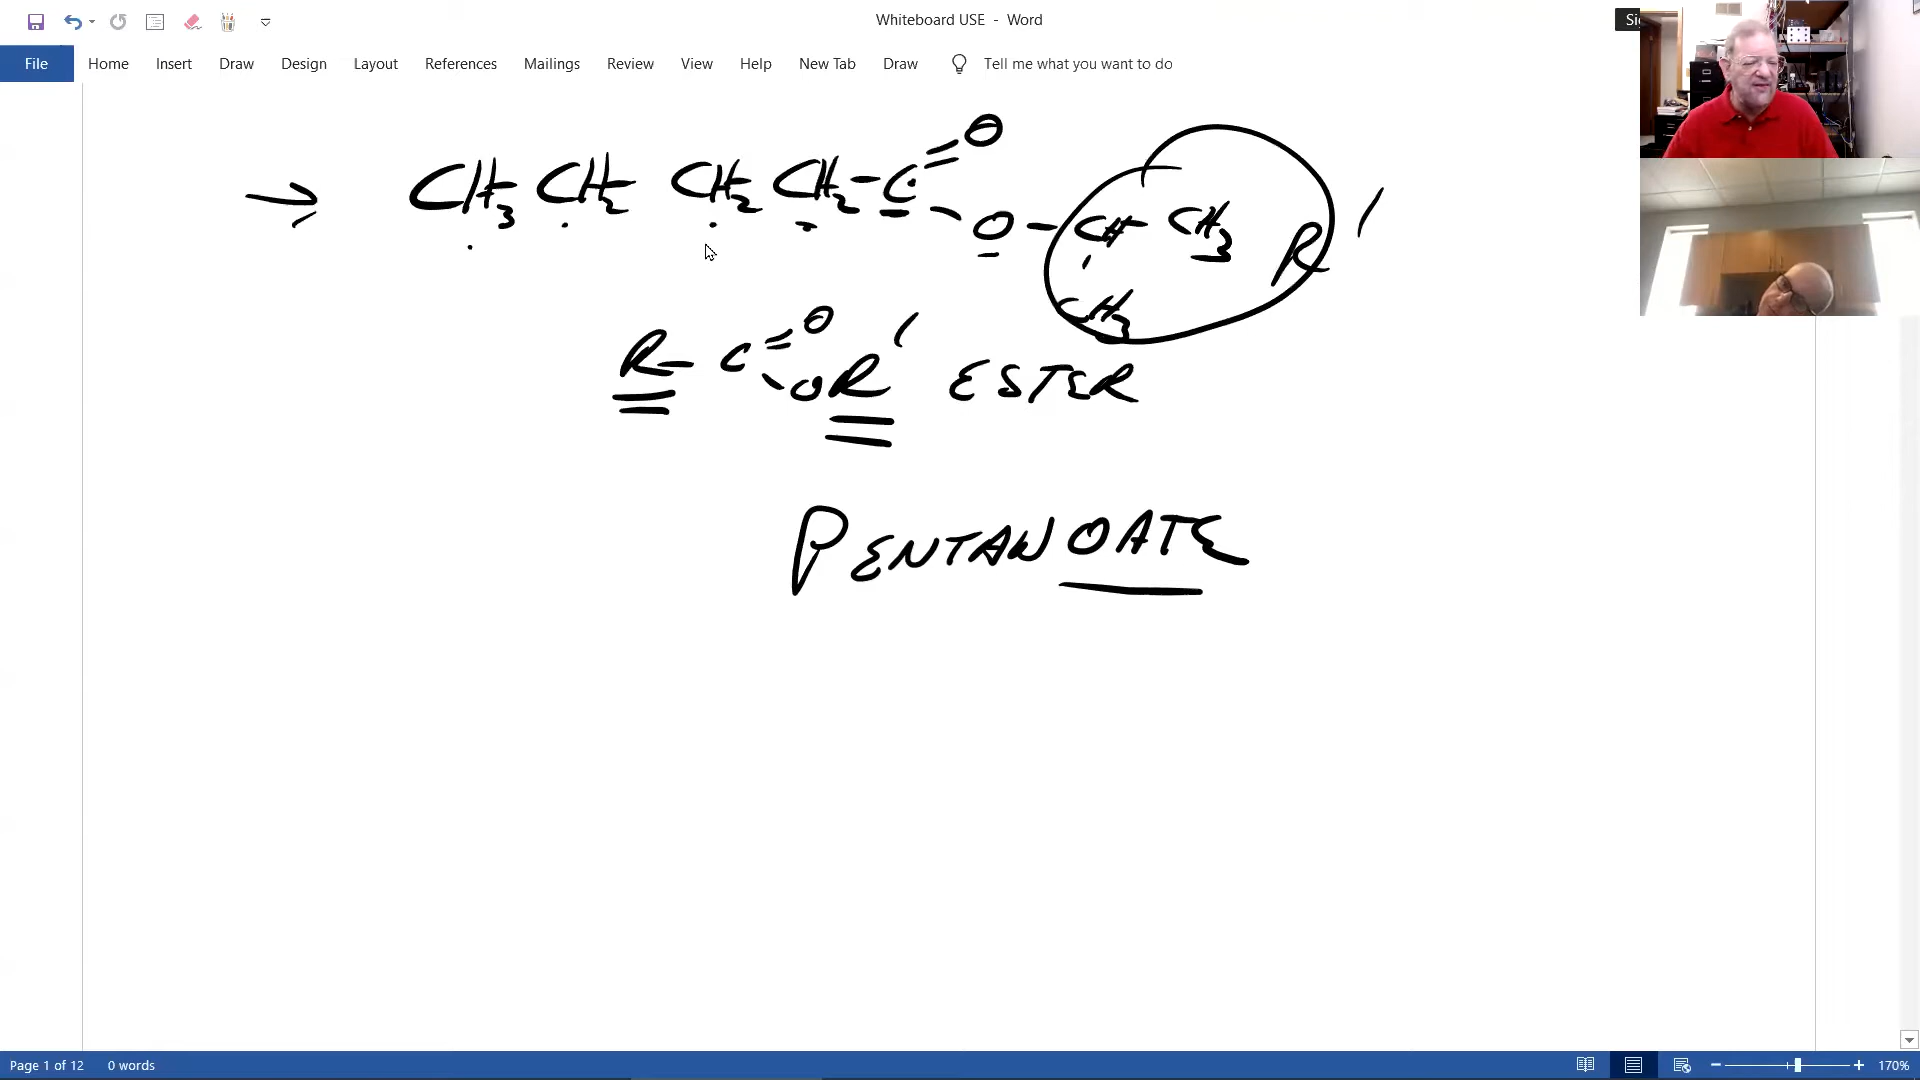 Whiteboard USE - Word
File Home Insert Draw Design Layout References Mailings Review View Help New Tab Draw Tell me what you want to do
→ CH3 CH2 CH2 CH2-C=O
-O-CH CH3 R'
CH3
R-C=O
-OR' ESTER
PENTANOATE
Page 1 of 12 0 words 170%